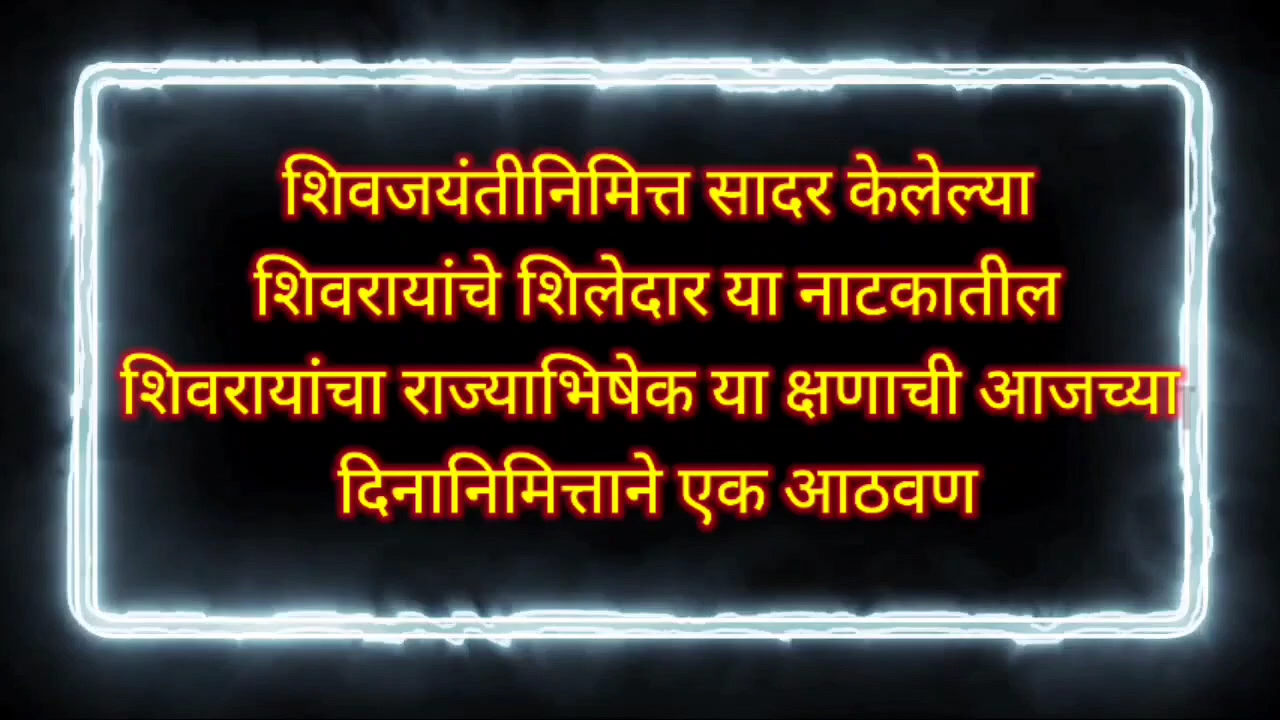 शिवजयंतीनिमित्त सादर केलेल्या
शिवरायांचे शिलेदार या नाटकातील
शिवरायांचा राज्याभिषेक या क्षणाची आजच्या
दिनानिमित्ताने एक आठवण